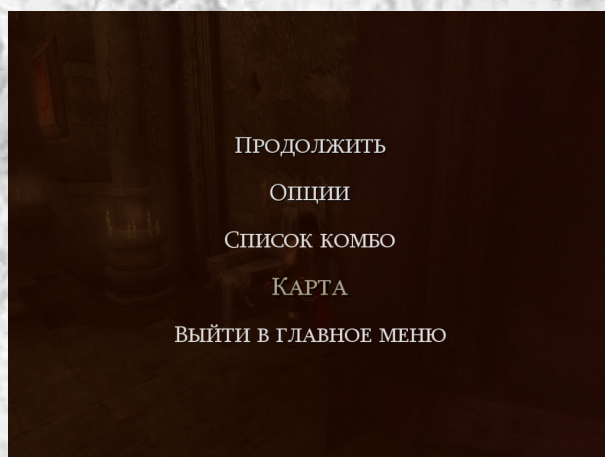 Продолжить
Опции
Список комбо
Карта
Выйти в главное меню